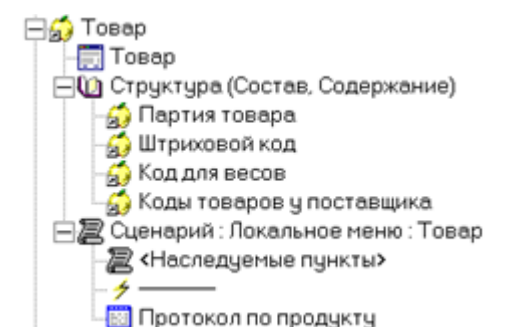 Товар
Товар
Структура (Состав, Содержание)
Партия товара
Штриховой код
Код для весов
Коды товаров у поставщика
Сценарий : Локальное меню : Товар
<Наследуемые пункты>
Протокол по продукту